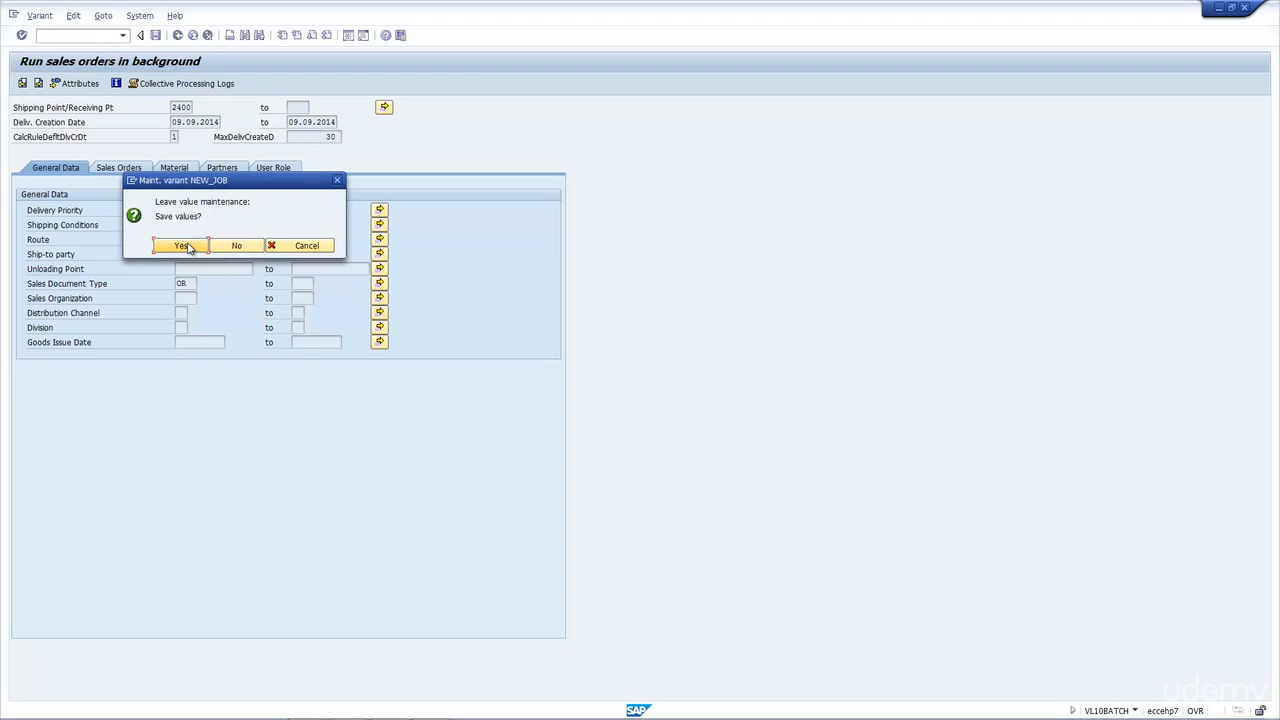 Variant Edit Goto System Help
Run sales orders in background
Attributes Collective Processing Logs
Shipping Point/Receiving Pt 2400 to
Deliv. Creation Date 09.09.2014 to 09.09.2014
CalcRuleDefltDlvCrDt 1 MaxDelivCreateD 30
General Data Sales Orders Material Partners User Role
Maint. variant NEW_JOB
Leave value maintenance:
Save values?
Yes No Cancel
General Data
Delivery Priority
Shipping Conditions
Route
Ship-to party
Unloading Point to
Sales Document Type OR to
Sales Organization to
Distribution Channel to
Division to
Goods Issue Date to
udemy
SAP VL10BATCH eccehp7 OVR